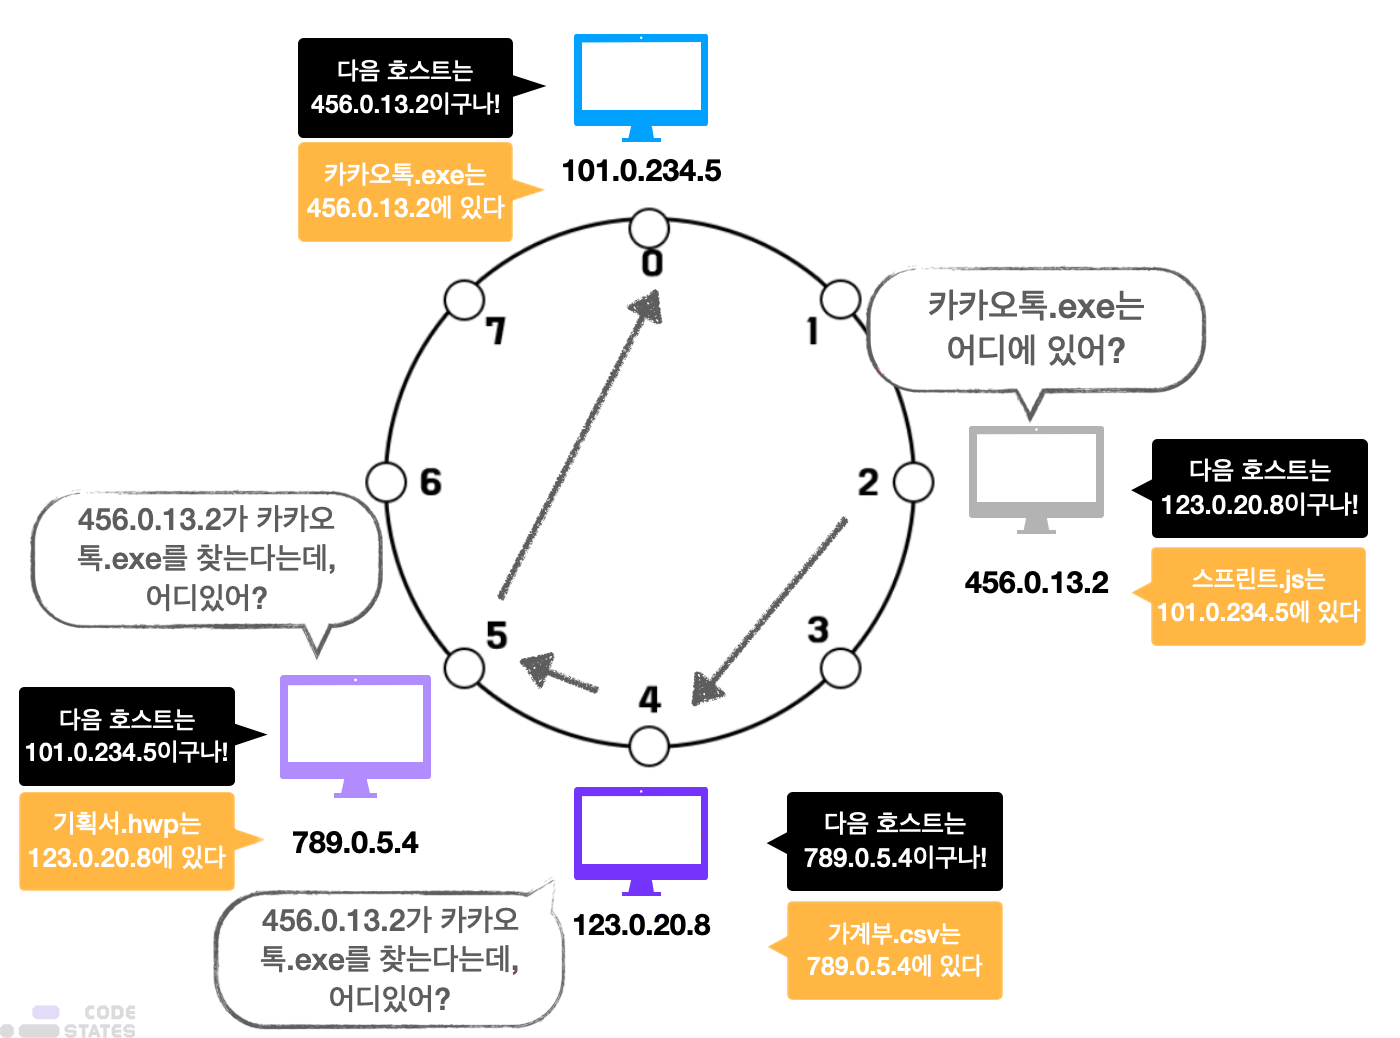 다음 호스트는
456.0.13.2이구나!
카카오톡.exe는
456.0.13.2에 있다
101.0.234.5
0
1
2
3
4
5
6
7
카카오톡.exe는
어디에 있어?
456.0.13.2
다음 호스트는
123.0.20.8이구나!
스프린트.js는
101.0.234.5에 있다
456.0.13.2가 카카오
톡.exe를 찾는다는데,
어디있어?
다음 호스트는
101.0.234.5이구나!
기획서.hwp는
123.0.20.8에 있다
789.0.5.4
123.0.20.8
다음 호스트는
789.0.5.4이구나!
가계부.csv는
789.0.5.4에 있다
456.0.13.2가 카카오
톡.exe를 찾는다는데,
어디있어?
CODE
STATES